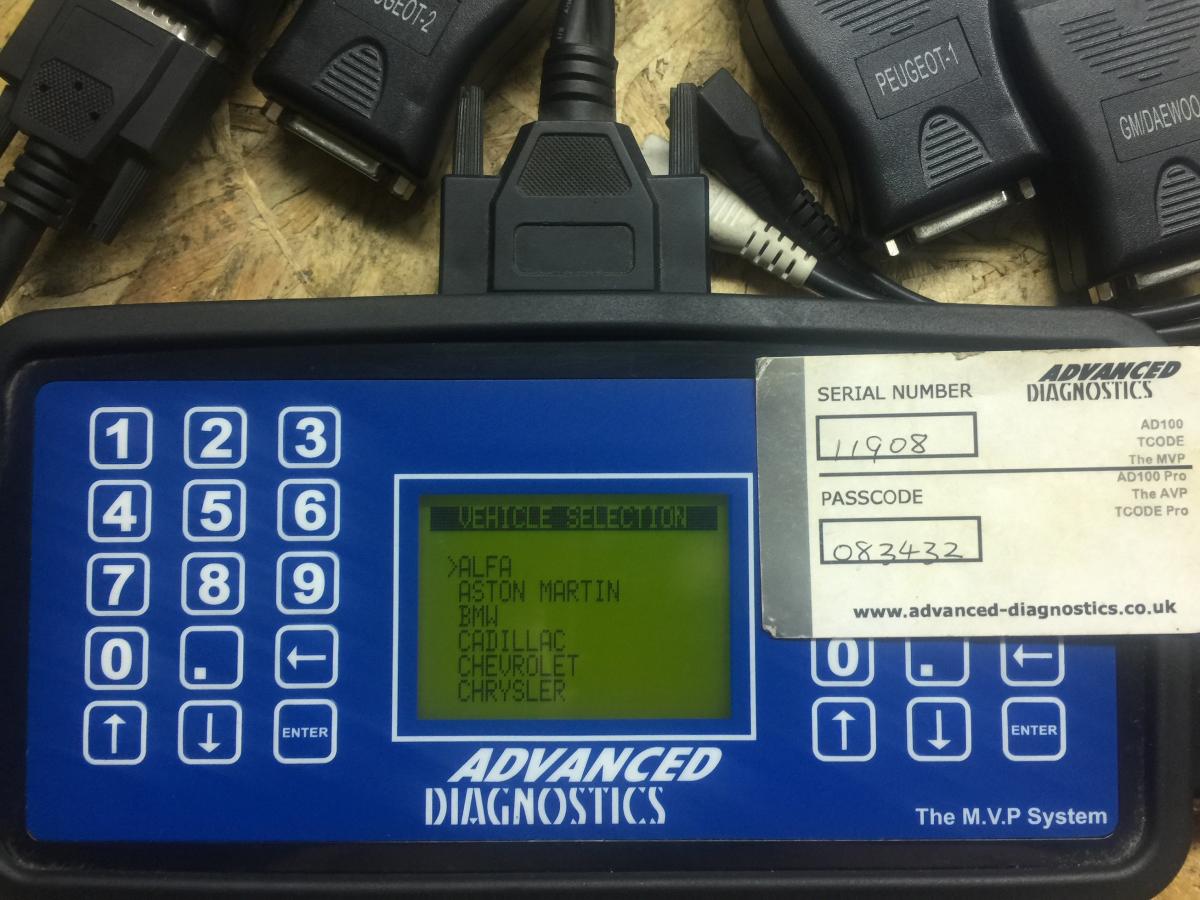 PEUGEOT-2
PEUGEOT-1
GM/DAEWOO
1 2 3
4 5 6
7 8 9
0 . ←
↑ ↓ ENTER
VEHICLE SELECTION
>ALFA
ASTON MARTIN
BMW
CADILLAC
CHEVROLET
CHRYSLER
ADVANCED
DIAGNOSTICS
SERIAL NUMBER
11908
PASSCODE
083432
ADVANCED
DIAGNOSTICS
AD100
TCODE
The MVP
AD100 Pro
The AVP
TCODE Pro
www.advanced-diagnostics.co.uk
0 . ←
↑ ↓ ENTER
The M.V.P System